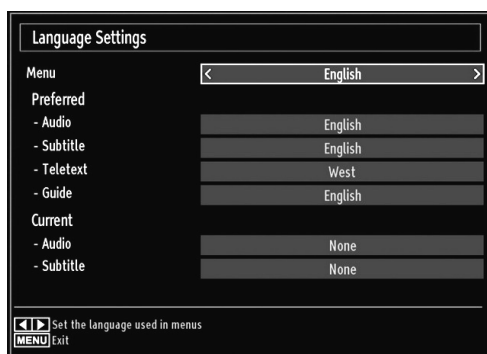 Language Settings
Menu < English >
Preferred
- Audio English
- Subtitle English
- Teletext West
- Guide English
Current
- Audio None
- Subtitle None
◀ ▶ Set the language used in menus
MENU Exit